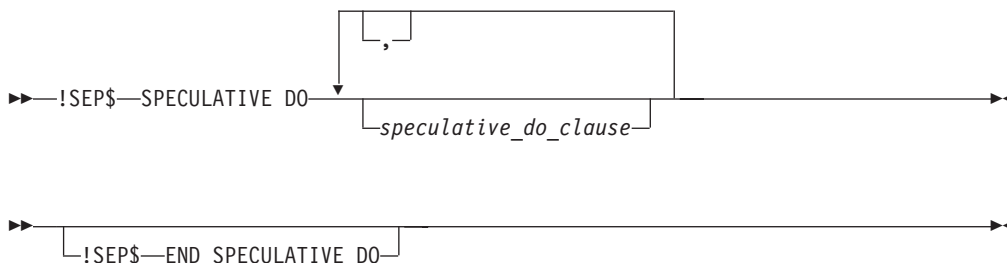 ,
!SEP$ SPECULATIVE DO
speculative_do_clause
!SEP$ END SPECULATIVE DO